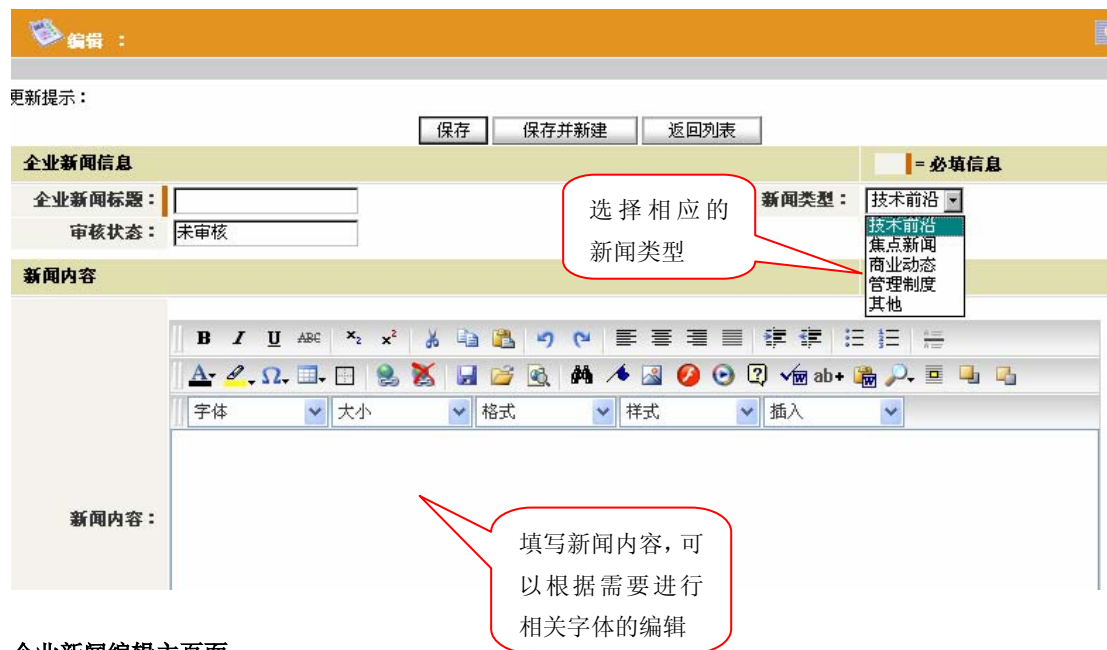 编辑 ：
更新提示：
保存 保存并新建 返回列表
企业新闻信息 = 必填信息
企业新闻标题： 新闻类型： 技术前沿
审核状态： 未审核
技术前沿
焦点新闻
商业动态
管理制度
其他
选择相应的
新闻类型
新闻内容
B I U ABC ×₂ x²
A Ω ab+
字体 大小 格式 样式 插入
新闻内容：
填写新闻内容，可
以根据需要进行
相关字体的编辑
企业新闻编辑主页面